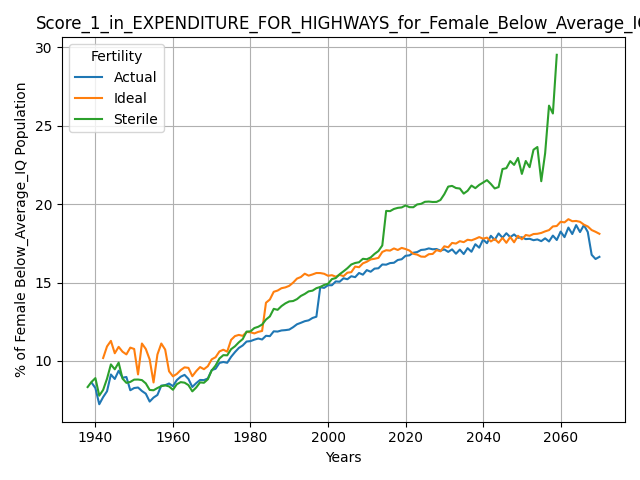 Score_1_in_EXPENDITURE_FOR_HIGHWAYS_for_Female_Below_Average_IQ
Fertility
Actual
Ideal
Sterile
% of Female Below_Average_IQ Population
30
25
20
15
10
1940 1960 1980 2000 2020 2040 2060
Years